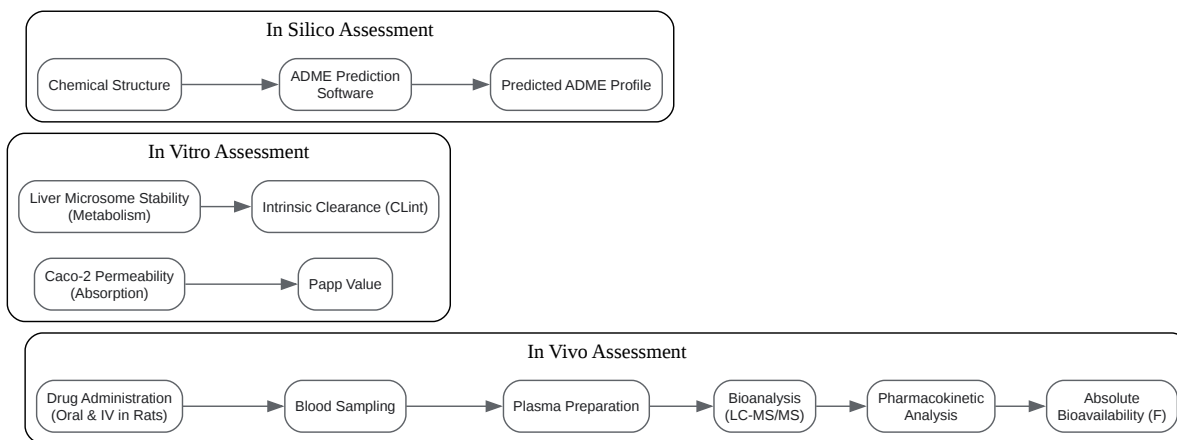 In Silico Assessment
Chemical Structure
ADME Prediction
Software
Predicted ADME Profile
In Vitro Assessment
Liver Microsome Stability
(Metabolism)
Intrinsic Clearance (CLint)
Caco-2 Permeability
(Absorption)
Papp Value
In Vivo Assessment
Drug Administration
(Oral & IV in Rats)
Blood Sampling
Plasma Preparation
Bioanalysis
(LC-MS/MS)
Pharmacokinetic
Analysis
Absolute
Bioavailability (F)